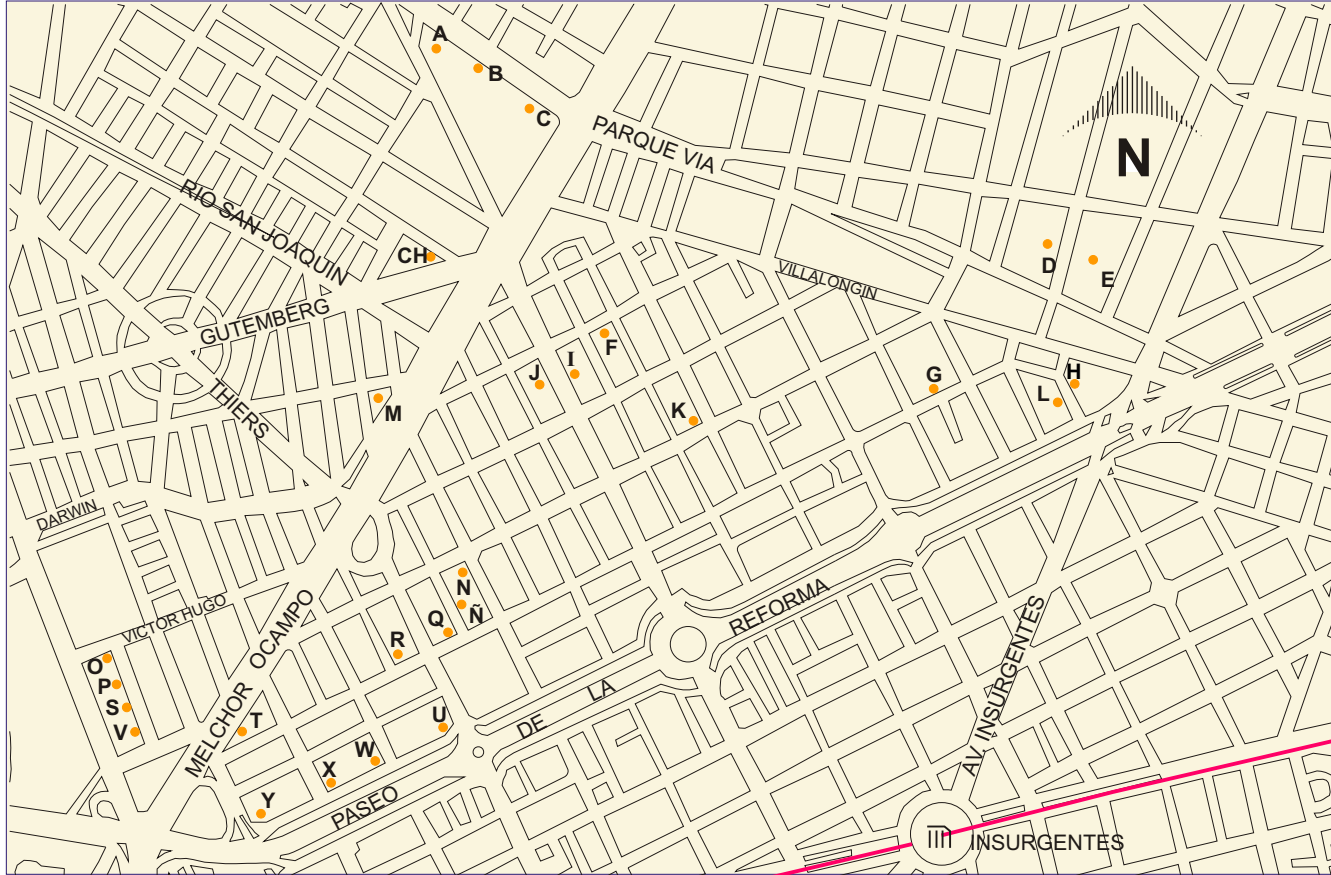 A
B
C
PARQUE VIA
N
RIO SAN JOAQUIN
CH
D
E
VILLALONGIN
GUTEMBERG
F
I
J
G
H
L
THIERS
M
K
DARWIN
N
Ñ
Q
R
VICTOR HUGO
MELCHOR OCAMPO
REFORMA
AV. INSURGENTES
O
P
S
V
T
U
LA
DE
W
X
Y
PASEO
INSURGENTES